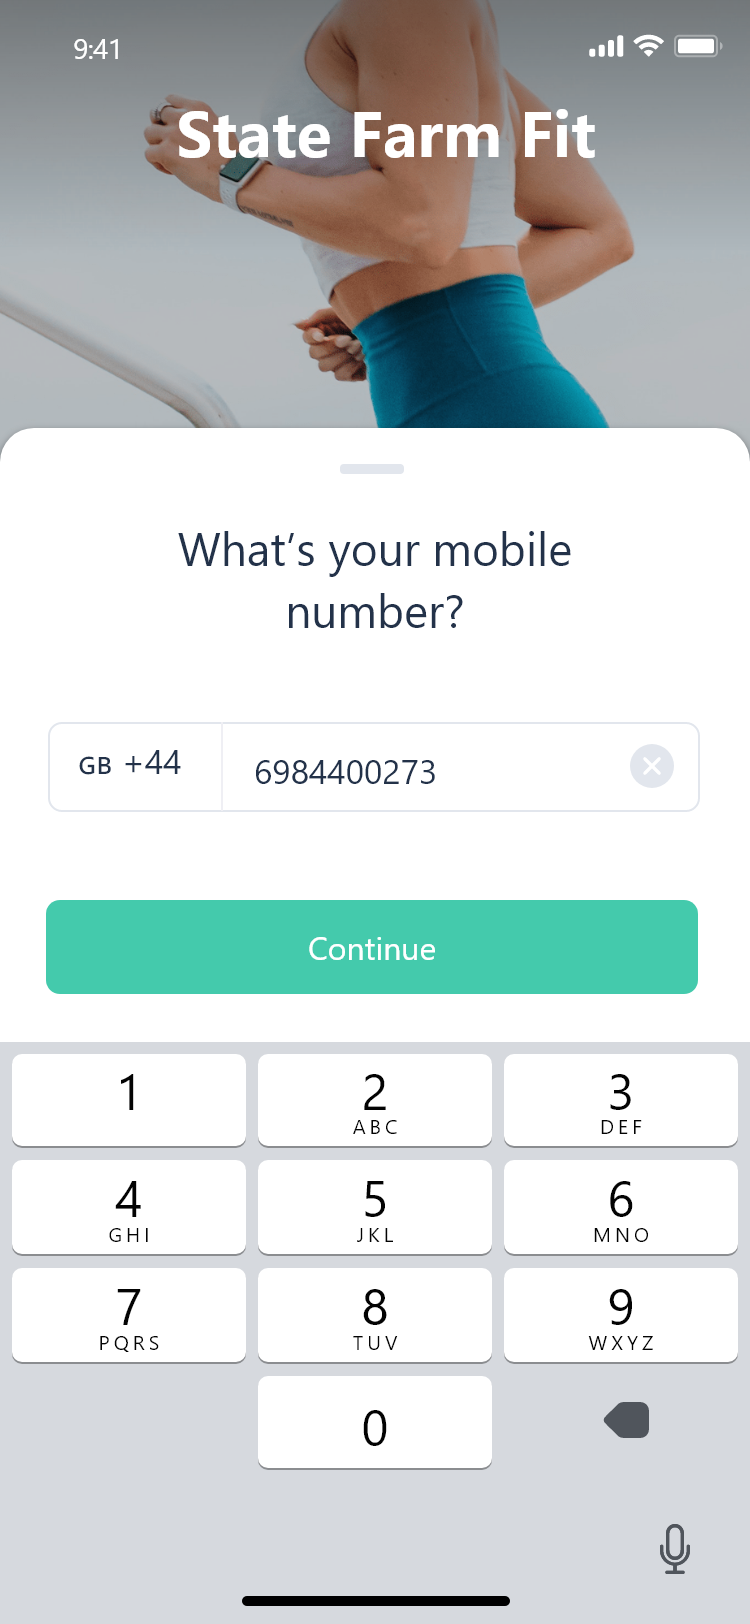 9:41
State Farm Fit
What's your mobile
number?
GB +44
6984400273
Continue
1
2
3
ABC
DEF
4
5
6
GHI
JKL
MNO
7
8
9
PQRS
TUV
WXYZ
0